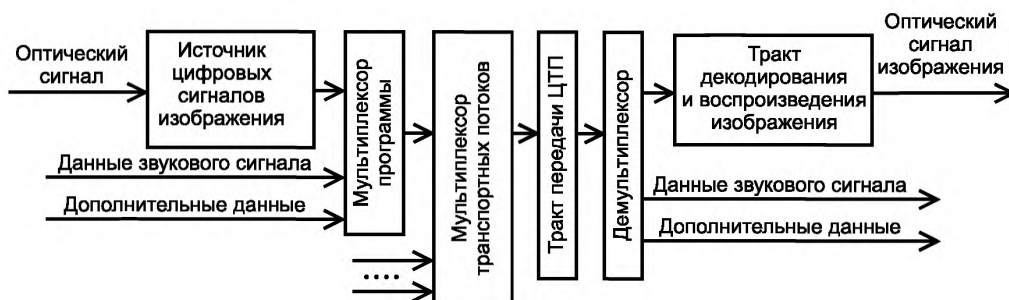 Оптический
сигнал
Источник
цифровых
сигналов
изображения
Данные звукового сигнала
Дополнительные данные
Мультиплексор
программы
.....
Мультиплексор
транспортных потоков
Тракт передачи ЦТП
Демультиплексор
Тракт
декодирования
и воспроизведения
изображения
Оптический
сигнал
изображения
Данные звукового сигнала
Дополнительные данные